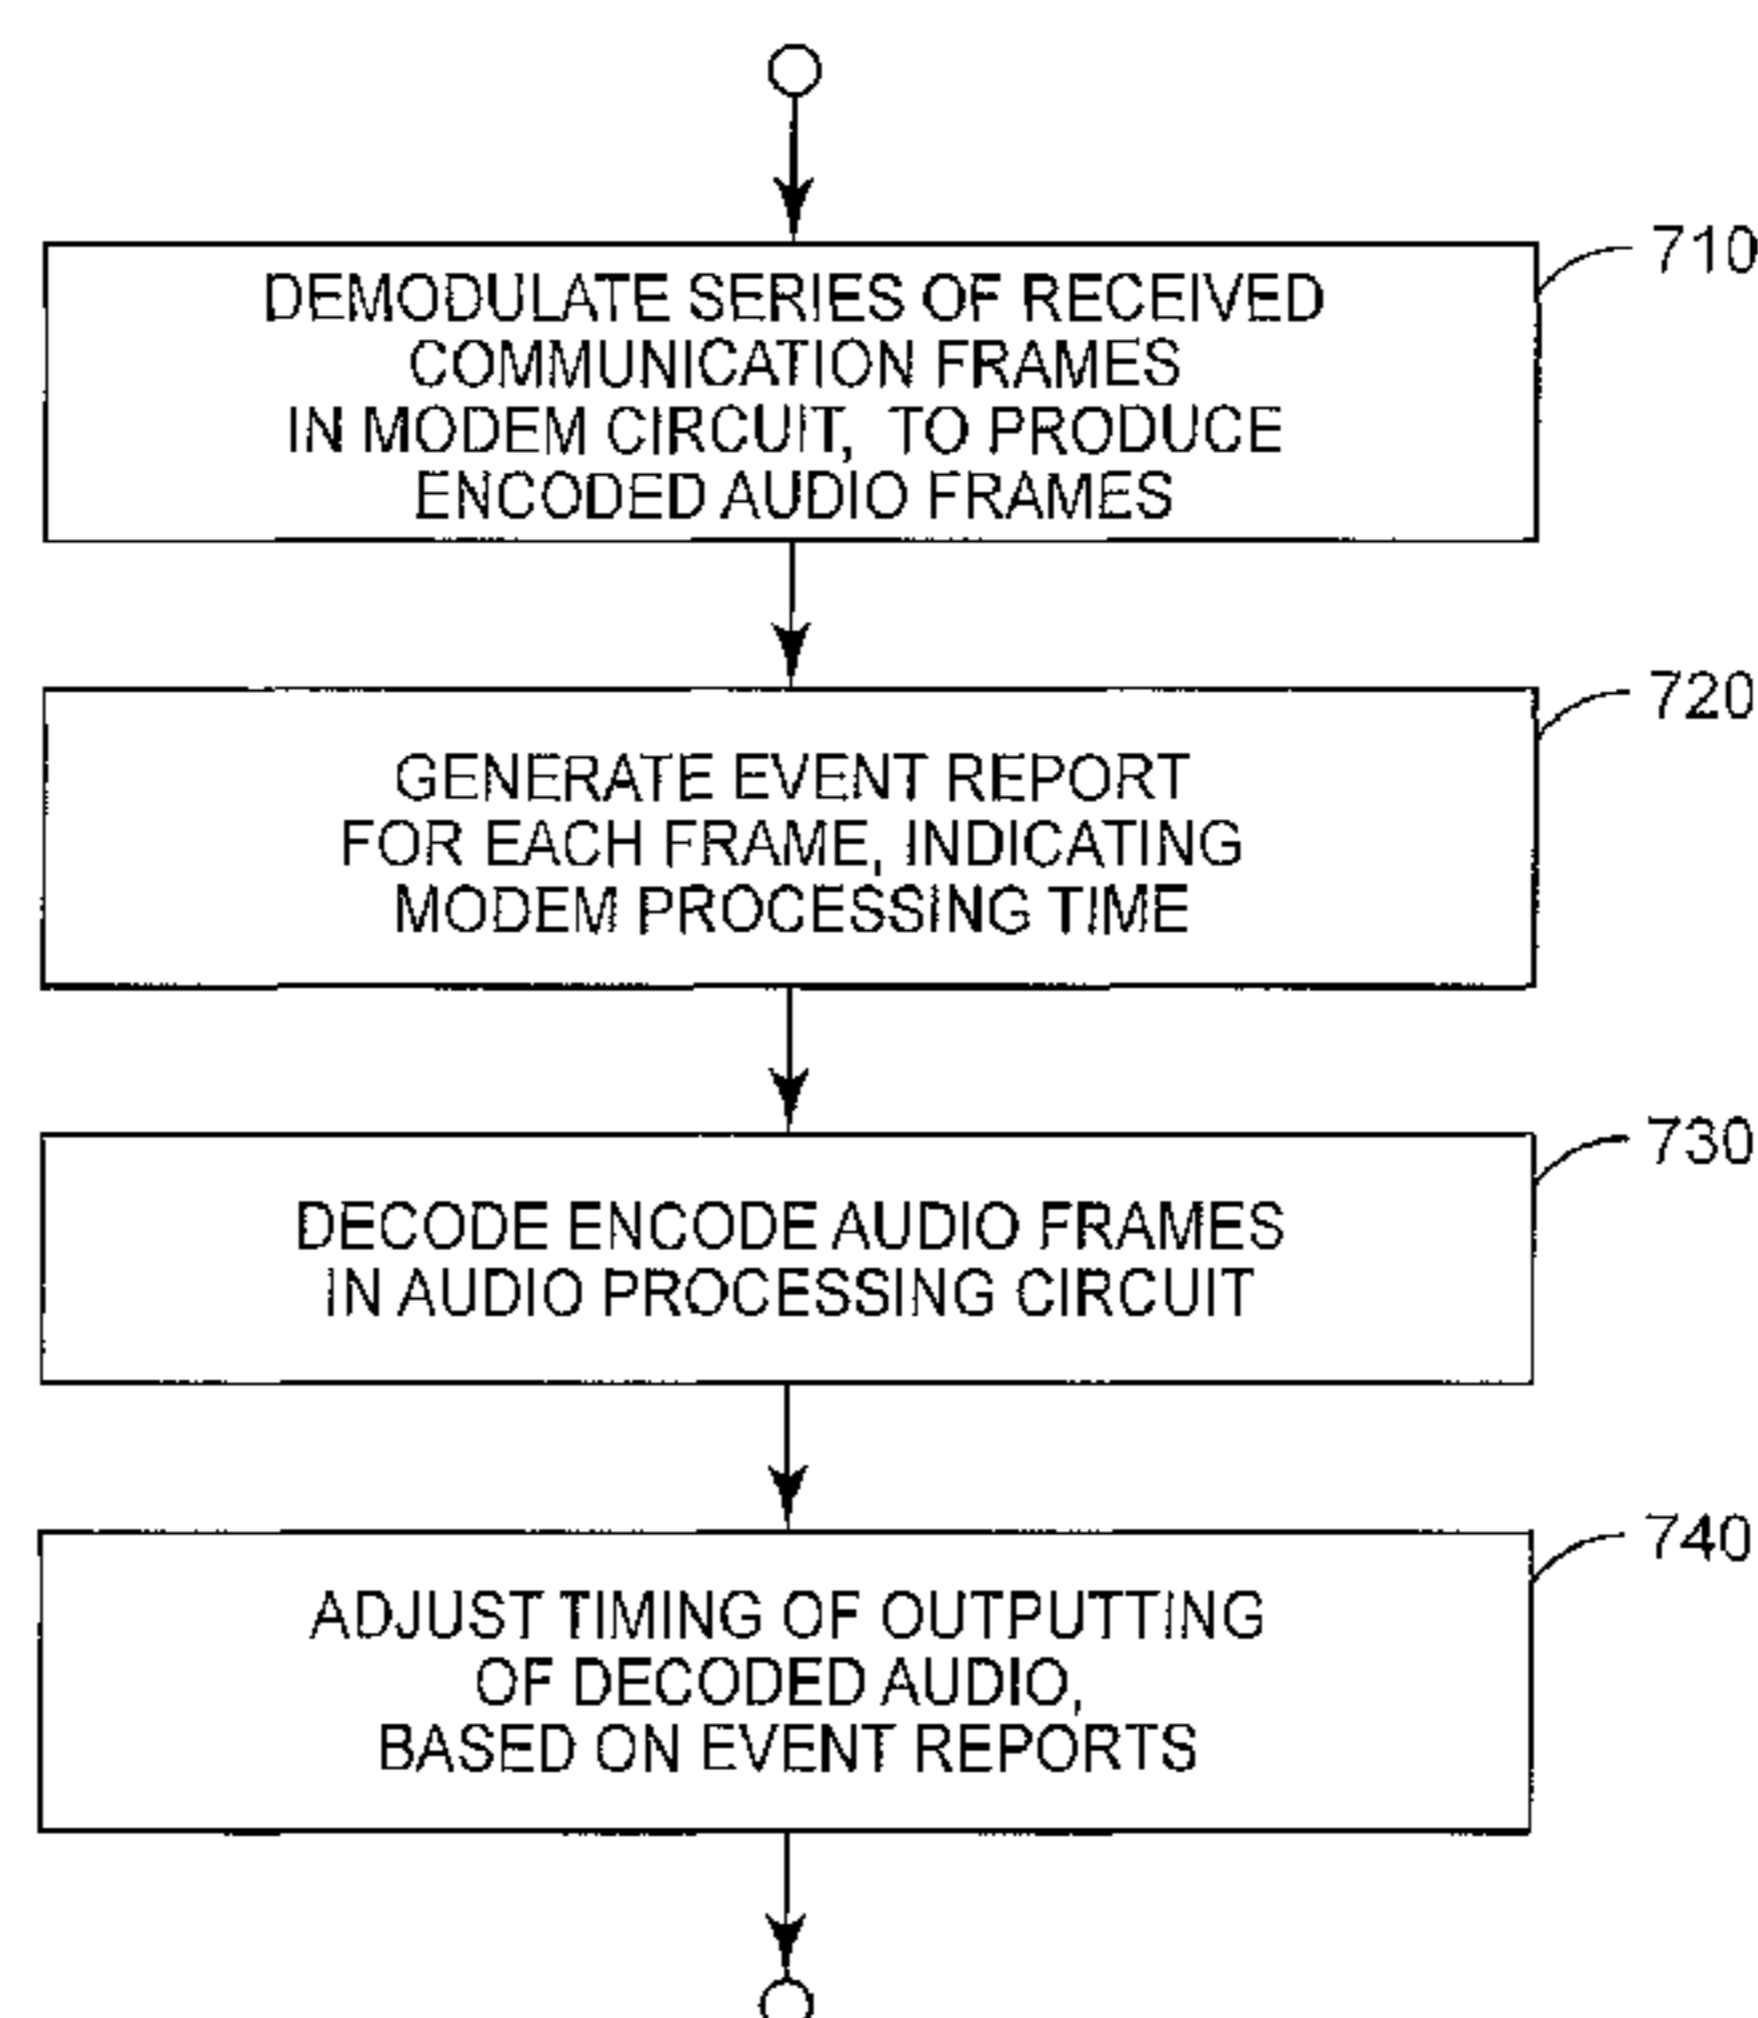 710
DEMODULATE SERIES OF RECEIVED
COMMUNICATION FRAMES
IN MODEM CIRCUIT, TO PRODUCE
ENCODED AUDIO FRAMES
720
GENERATE EVENT REPORT
FOR EACH FRAME, INDICATING
MODEM PROCESSING TIME
730
DECODE ENCODE AUDIO FRAMES
IN AUDIO PROCESSING CIRCUIT
740
ADJUST TIMING OF OUTPUTTING
OF DECODED AUDIO,
BASED ON EVENT REPORTS